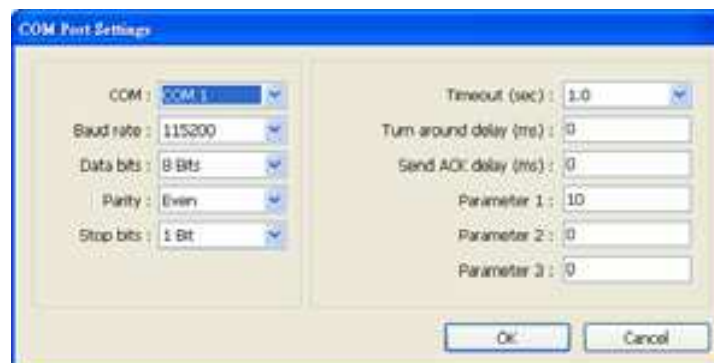 COM Port Settings
COM : COM 1
Baud rate : 115200
Data bits : 8 Bits
Parity : Even
Stop bits : 1 Bit
Timeout (sec) : 1.0
Turn around delay (ms) : 0
Send ACK delay (ms) : 0
Parameter 1 : 10
Parameter 2 : 0
Parameter 3 : 0
OK
Cancel